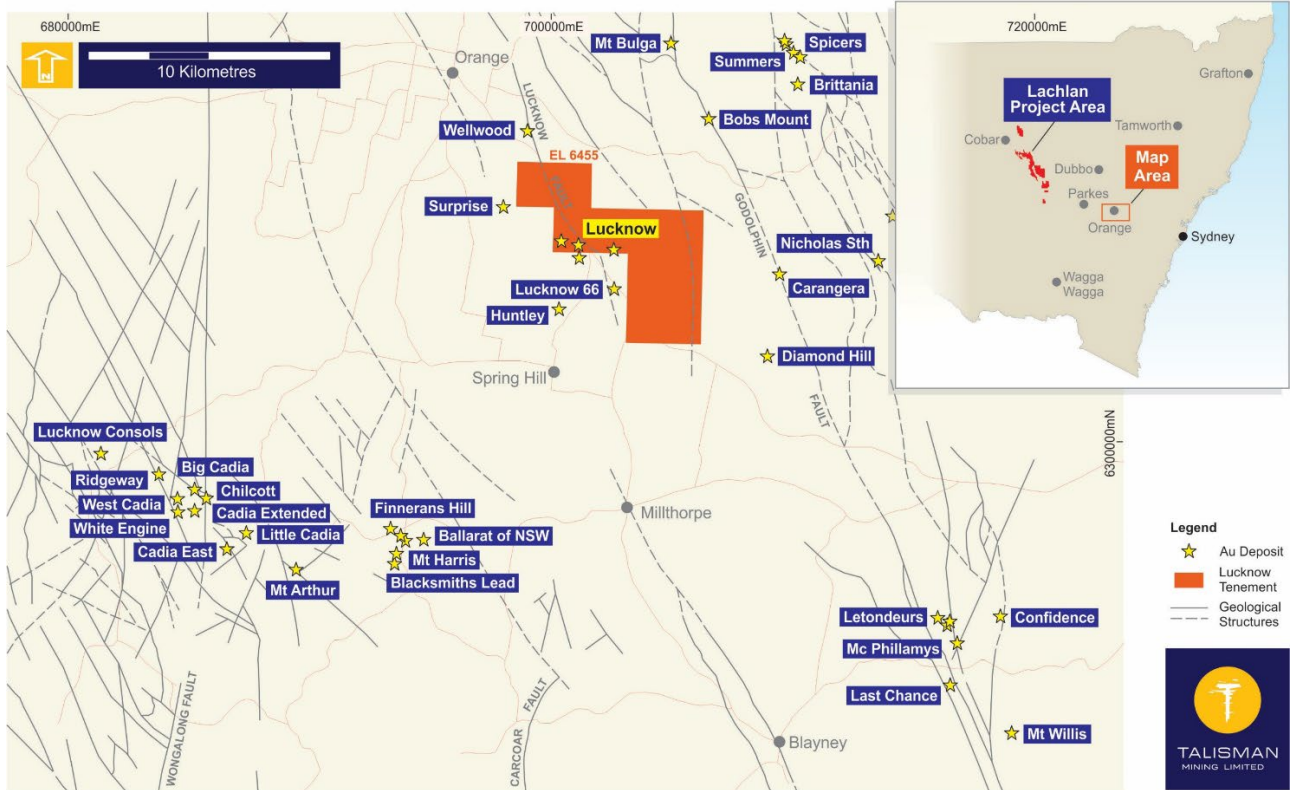 680000mE
700000mE
720000mE
N
10 Kilometres
Orange
Mt Bulga
Spicers
Summers
Brittania
Bobs Mount
Wellwood
LUCKNOW
EL 6455
FAULT
Surprise
Lucknow
GODOLPHIN
Nicholas Sth
Carangera
Lucknow 66
Huntley
Diamond Hill
Spring Hill
FAULT
6300000mN
Lucknow Consols
Big Cadia
Ridgeway
Chilcott
West Cadia
Cadia Extended
White Engine
Little Cadia
Cadia East
Mt Arthur
Finnerans Hill
Ballarat of NSW
Mt Harris
Blacksmiths Lead
Millthorpe
Letondeurs
Confidence
Mc Phillamys
Last Chance
Mt Willis
Blayney
WONGALONG FAULT
CARCOAR
FAULT
Grafton
Lachlan
Project Area
Cobar
Tamworth
Dubbo
Map
Area
Parkes
Orange
Sydney
Wagga
Wagga
Legend
Au Deposit
Lucknow
Tenement
Geological
Structures
TALISMAN
MINING LIMITED